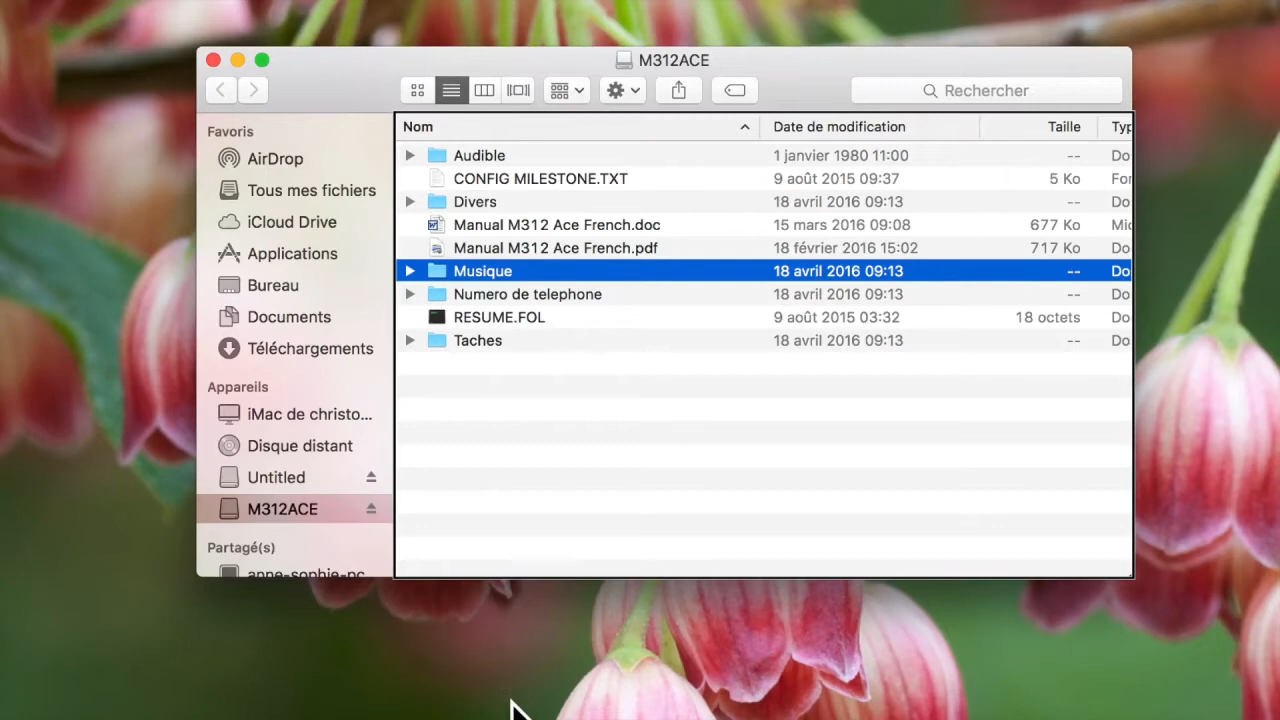 M312ACE
Rechercher
Favoris
AirDrop
Tous mes fichiers
iCloud Drive
Applications
Bureau
Documents
Téléchargements
Appareils
iMac de christo...
Disque distant
Untitled
M312ACE
Partagé(s)
anne-sophie-pc
Nom Date de modification Taille
Audible 1 janvier 1980 11:00 --
CONFIG MILESTONE.TXT 9 août 2015 09:37 5 Ko
Divers 18 avril 2016 09:13 --
Manual M312 Ace French.doc 15 mars 2016 09:08 677 Ko
Manual M312 Ace French.pdf 18 février 2016 15:02 717 Ko
Musique 18 avril 2016 09:13 --
Numero de telephone 18 avril 2016 09:13 --
RESUME.FOL 9 août 2015 03:32 18 octets
Taches 18 avril 2016 09:13 --